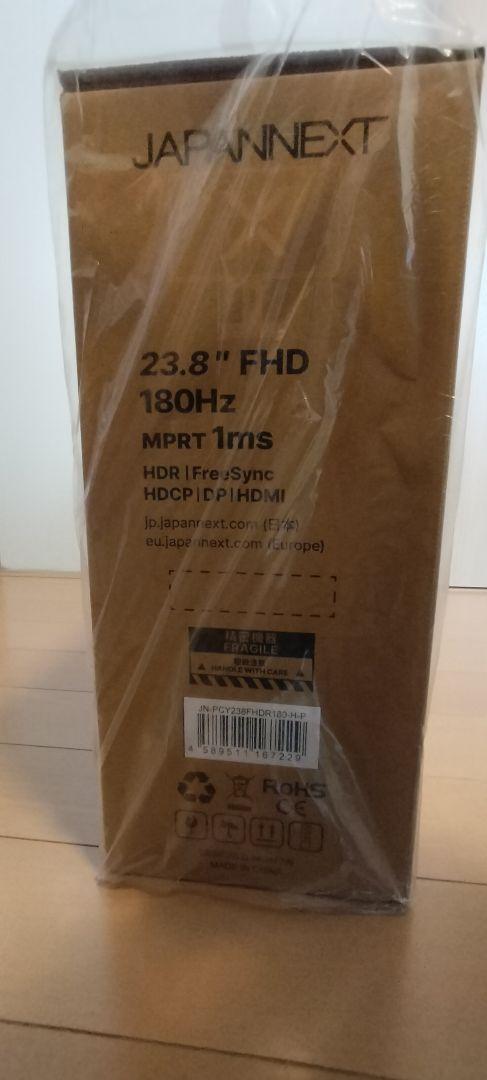 JAPANNEXT
23.8" FHD
180Hz
MPRT 1ms
HDR | FreeSync
HDCP | DP | HDMI
jp.japannext.com (日本)
eu.japannext.com (Europe)
精密機器
FRAGILE
取扱注意
HANDLE WITH CARE
JN-PCY238FHDR180-H-P
4 589511 167229
RoHS
CE
MADE IN CHINA